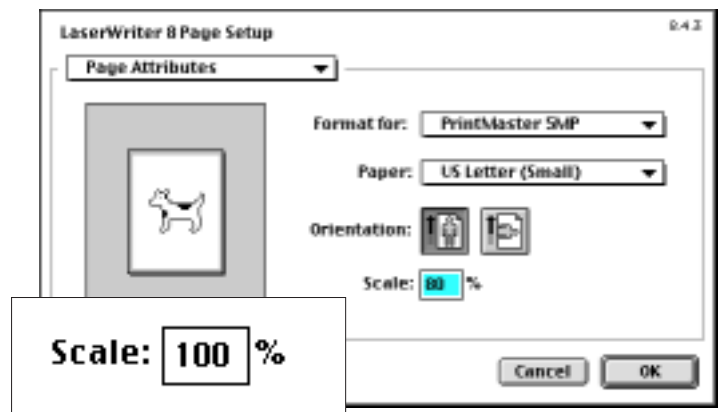 LaserWriter 8 Page Setup 8.4.3
Page Attributes
Format for: PrintMaster SMP
Paper: US Letter (Small)
Orientation:
Scale: 80 %
Scale: 100 %
Cancel OK